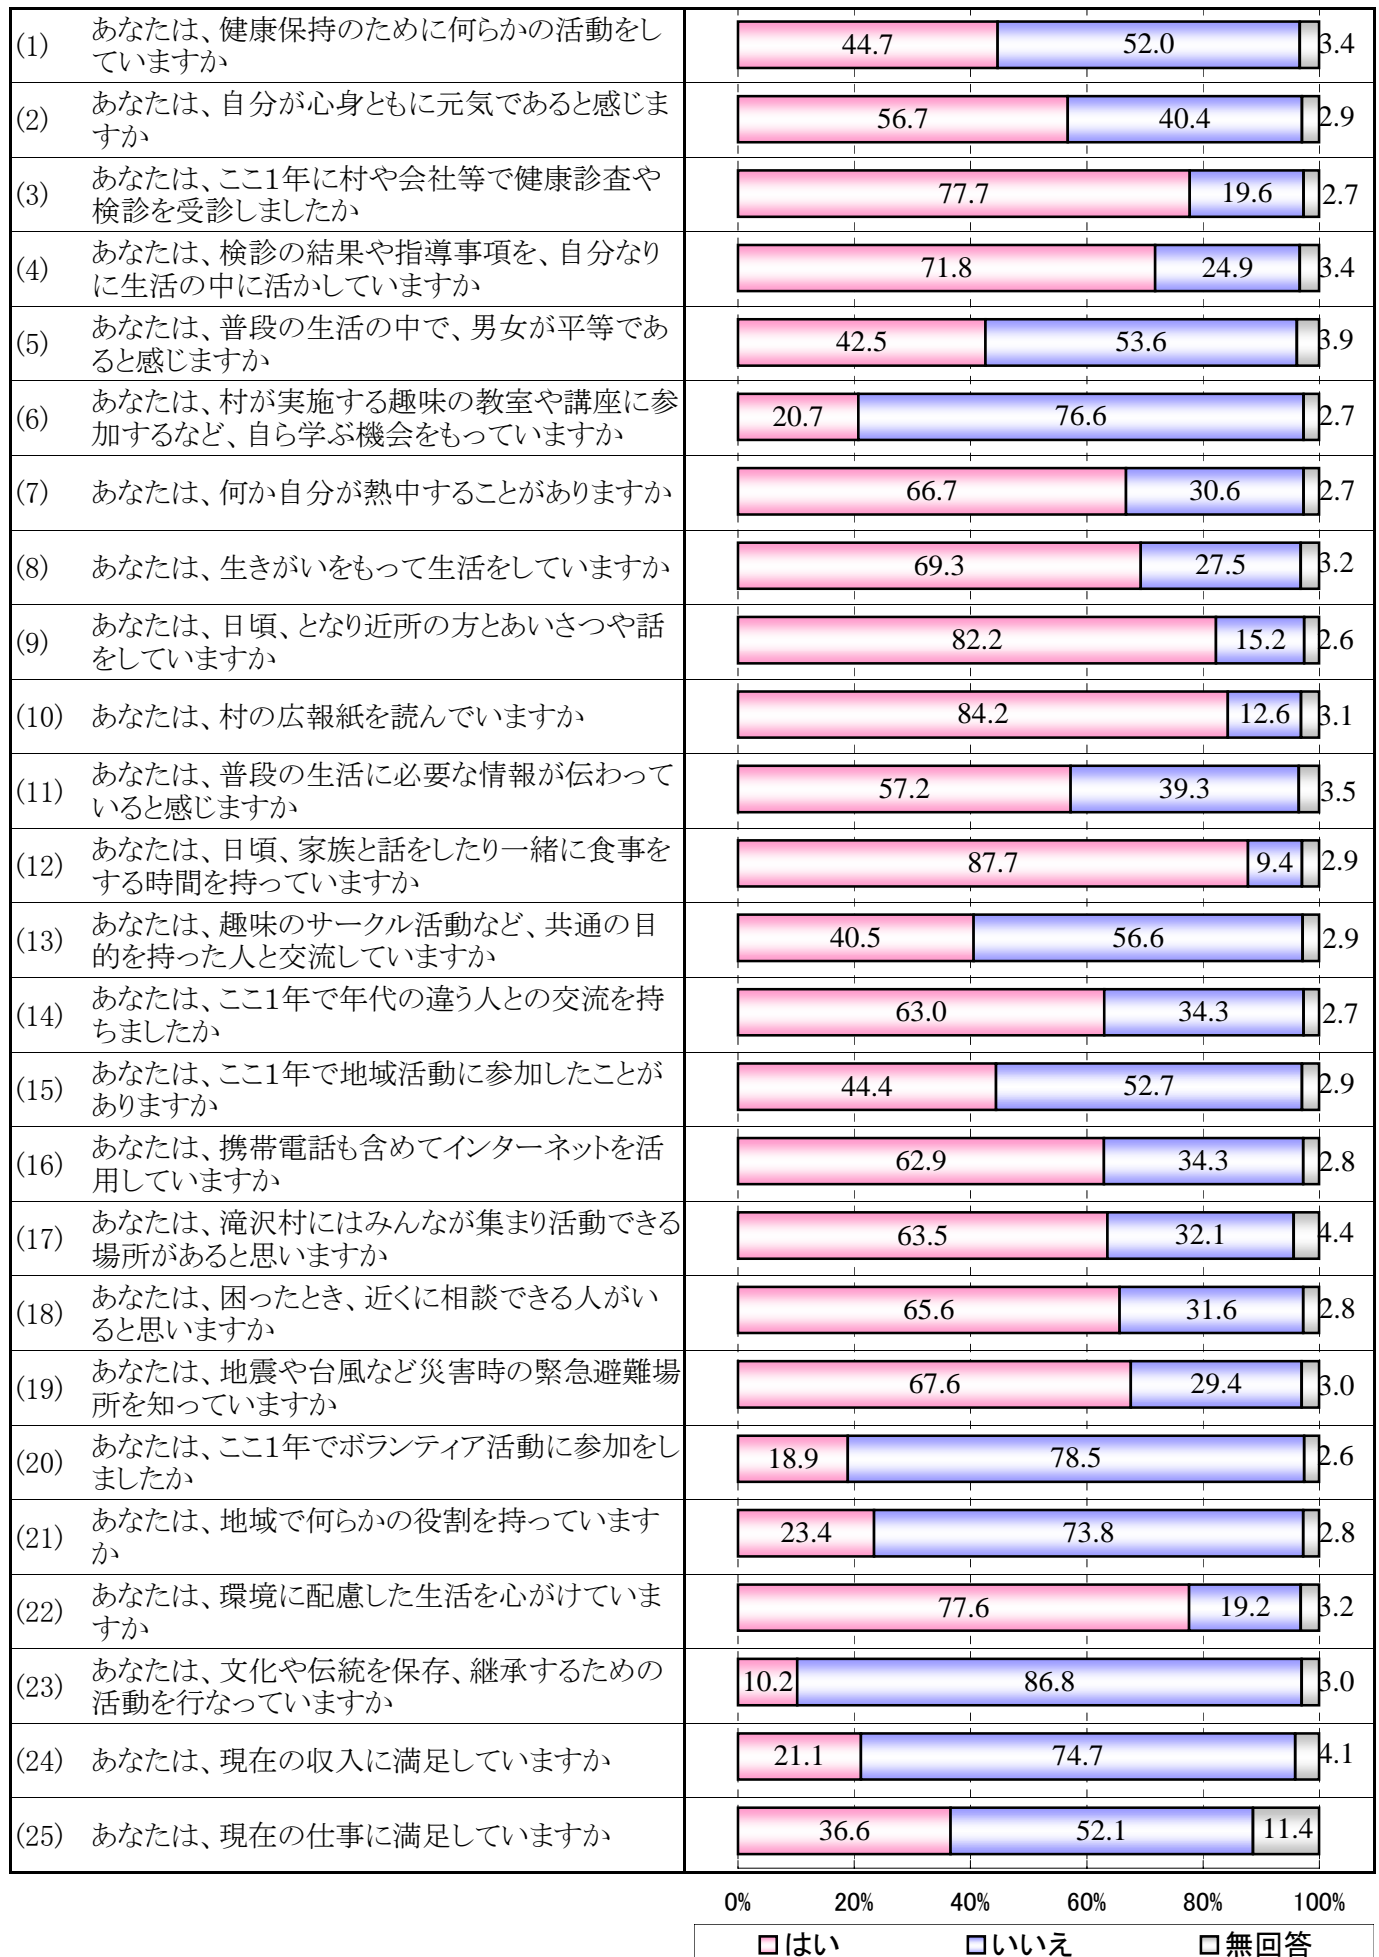 (1) あなたは、健康保持のために何らかの活動をし
ていますか
44.7 52.0 3.4
(2) あなたは、自分が心身ともに元気であると感じま
すか
56.7 40.4 2.9
(3) あなたは、ここ1年に村や会社等で健康診査や
検診を受診しましたか
77.7 19.6 2.7
(4) あなたは、検診の結果や指導事項を、自分なり
に生活の中に活かしていますか
71.8 24.9 3.4
(5) あなたは、普段の生活の中で、男女が平等であ
ると感じますか
42.5 53.6 3.9
(6) あなたは、村が実施する趣味の教室や講座に参
加するなど、自ら学ぶ機会をもっていますか
20.7 76.6 2.7
(7) あなたは、何か自分が熱中することがありますか
66.7 30.6 2.7
(8) あなたは、生きがいをもって生活をしていますか
69.3 27.5 3.2
(9) あなたは、日頃、となり近所の方とあいさつや話
をしていますか
82.2 15.2 2.6
(10) あなたは、村の広報紙を読んでいますか
84.2 12.6 3.1
(11) あなたは、普段の生活に必要な情報が伝わって
いると感じますか
57.2 39.3 3.5
(12) あなたは、日頃、家族と話をしたり一緒に食事を
する時間を持っていますか
87.7 9.4 2.9
(13) あなたは、趣味のサークル活動など、共通の目
的を持った人と交流していますか
40.5 56.6 2.9
(14) あなたは、ここ1年で年代の違う人との交流を持
ちましたか
63.0 34.3 2.7
(15) あなたは、ここ1年で地域活動に参加したことが
ありますか
44.4 52.7 2.9
(16) あなたは、携帯電話も含めてインターネットを活
用していますか
62.9 34.3 2.8
(17) あなたは、滝沢村にはみんなが集まり活動できる
場所があると思いますか
63.5 32.1 4.4
(18) あなたは、困ったとき、近くに相談できる人がい
ると思いますか
65.6 31.6 2.8
(19) あなたは、地震や台風など災害時の緊急避難場
所を知っていますか
67.6 29.4 3.0
(20) あなたは、ここ1年でボランティア活動に参加をし
ましたか
18.9 78.5 2.6
(21) あなたは、地域で何らかの役割を持っています
か
23.4 73.8 2.8
(22) あなたは、環境に配慮した生活を心がけていま
すか
77.6 19.2 3.2
(23) あなたは、文化や伝統を保存、継承するための
活動を行なっていますか
10.2 86.8 3.0
(24) あなたは、現在の収入に満足していますか
21.1 74.7 4.1
(25) あなたは、現在の仕事に満足していますか
36.6 52.1 11.4
0% 20% 40% 60% 80% 100%
はい いいえ 無回答